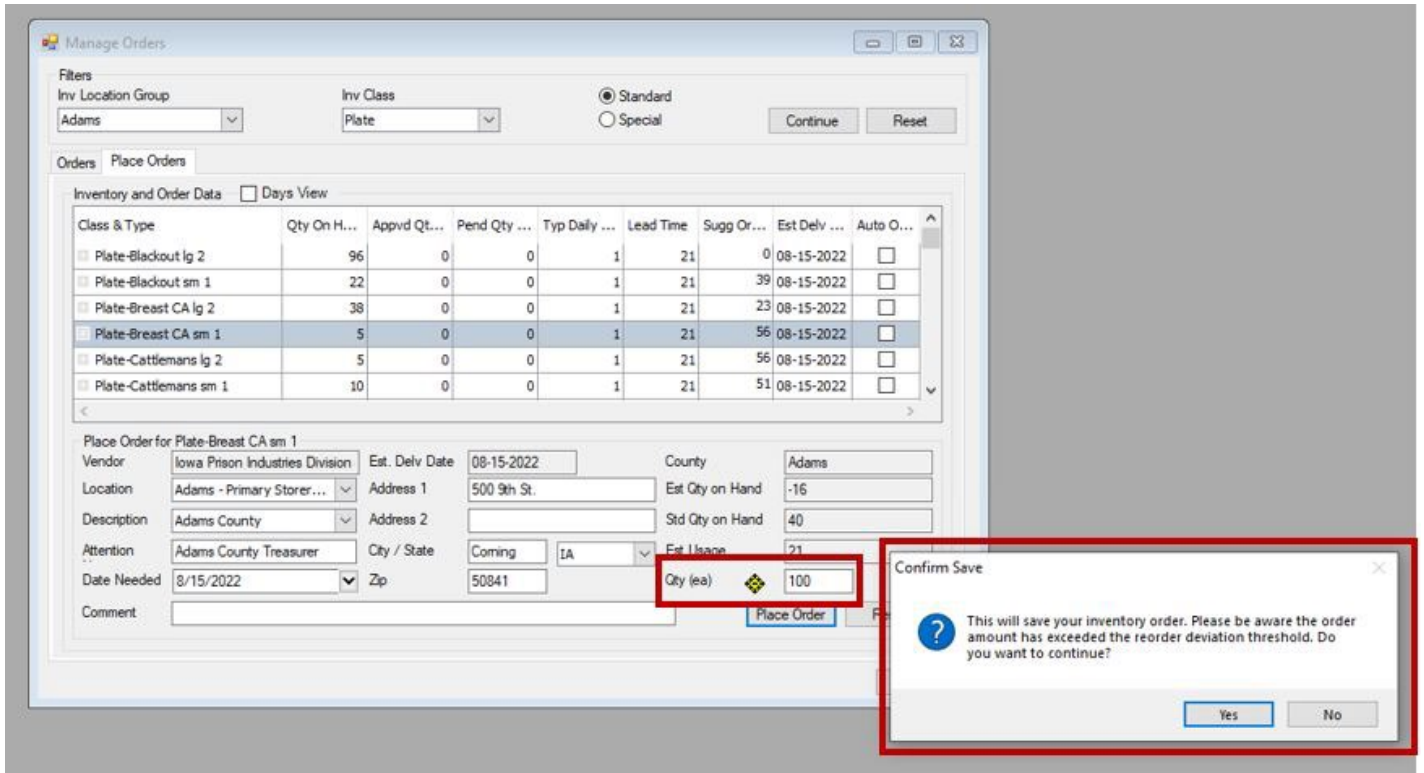 Manage Orders
Filters
Inv Location Group Inv Class Standard
Adams Plate Special Continue Reset
Orders Place Orders
Inventory and Order Data Days View
Class & Type Qty On H... Appvd Qt... Pend Qty ... Typ Daily ... Lead Time Sugg Or... Est Delv ... Auto O...
Plate-Blackout lg 2 96 0 0 1 21 0 08-15-2022
Plate-Blackout sm 1 22 0 0 1 21 39 08-15-2022
Plate-Breast CA lg 2 38 0 0 1 21 23 08-15-2022
Plate-Breast CA sm 1 5 0 0 1 21 56 08-15-2022
Plate-Cattlemans lg 2 5 0 0 1 21 56 08-15-2022
Plate-Cattlemans sm 1 10 0 0 1 21 51 08-15-2022
Place Order for Plate-Breast CA sm 1
Vendor Iowa Prison Industries Division Est. Delv Date 08-15-2022 County Adams
Location Adams - Primary Storer... Address 1 500 9th St. Est Qty on Hand -16
Description Adams County Address 2 Std Qty on Hand 40
Attention Adams County Treasurer City / State Corning IA Est Usage 21
Date Needed 8/15/2022 Zip 50841 Qty (ea) 100
Comment Place Order
Confirm Save
This will save your inventory order. Please be aware the order
amount has exceeded the reorder deviation threshold. Do
you want to continue?
Yes No